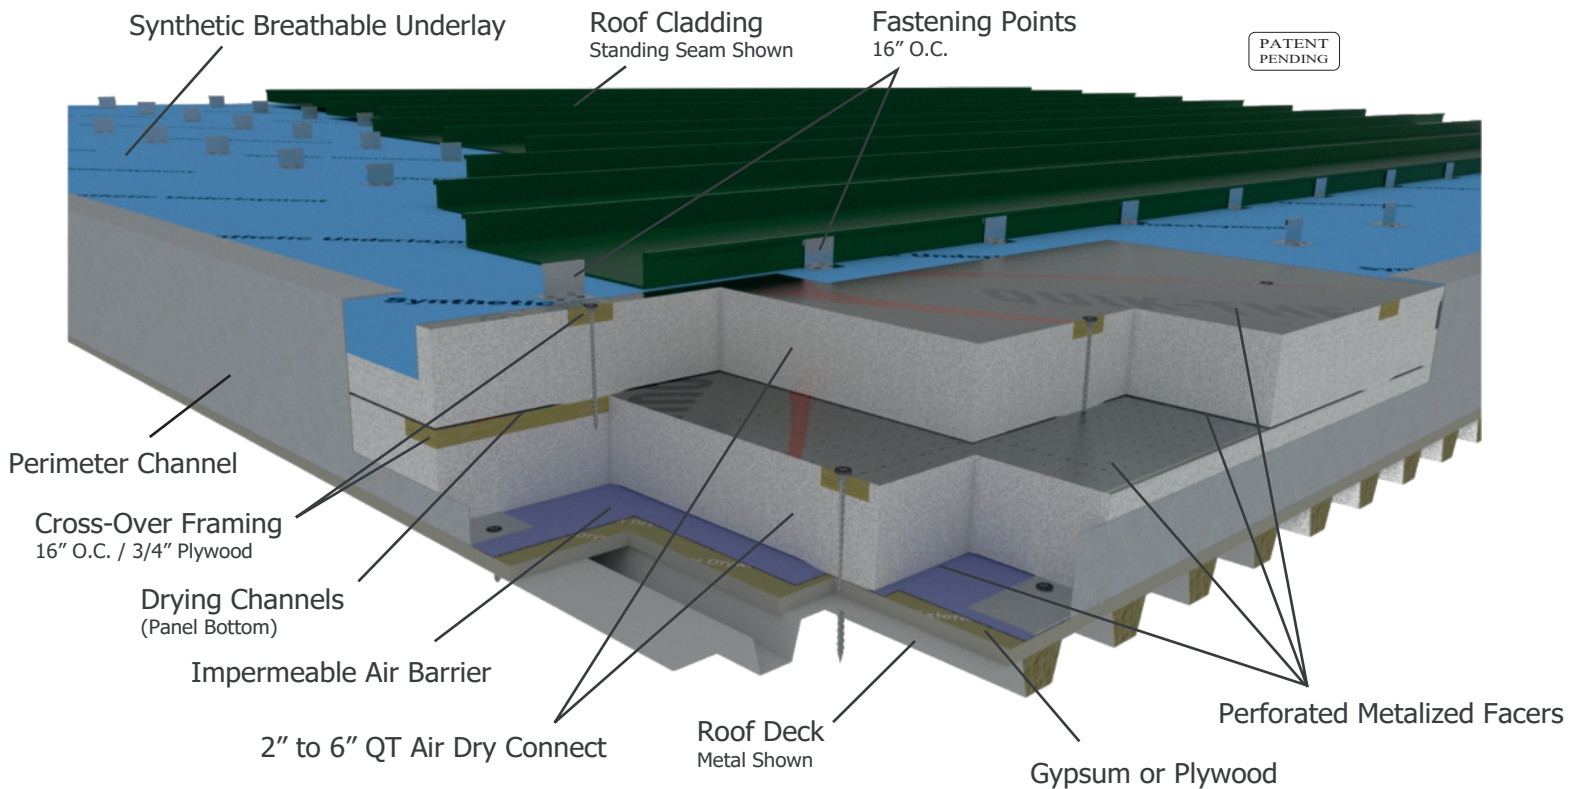 Synthetic Breathable Underlay
Roof Cladding
Standing Seam Shown
Fastening Points
16” O.C.
PATENT
PENDING
Synthetic
Perimeter Channel
Cross-Over Framing
16” O.C. / 3/4” Plywood
Drying Channels
(Panel Bottom)
Impermeable Air Barrier
2” to 6” QT Air Dry Connect
Roof Deck
Metal Shown
Perforated Metalized Facers
Gypsum or Plywood